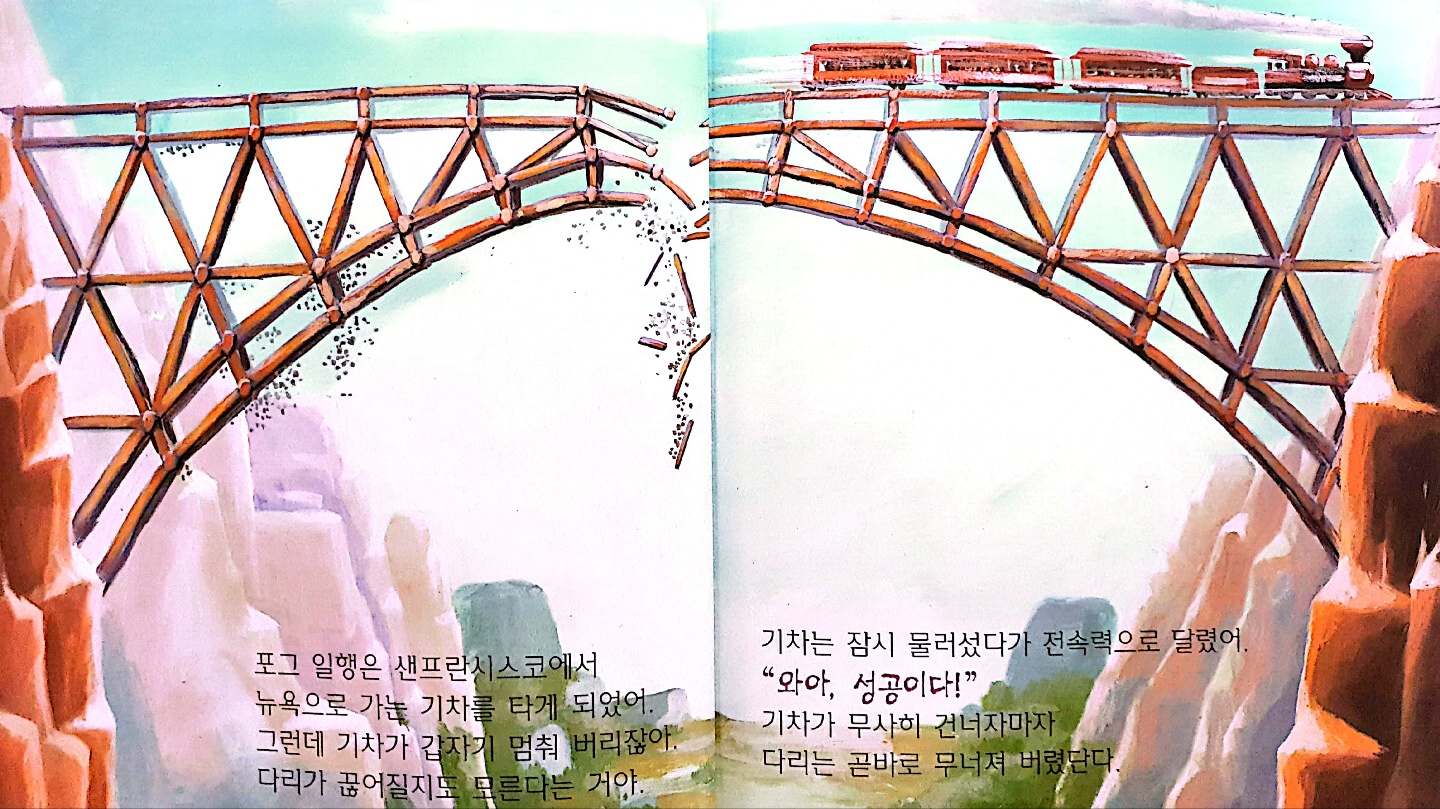 포그 일행은 샌프란시스코에서
뉴욕으로 가는 기차를 타게 되었어.
그런데 기차가 갑자기 멈춰 버리잖아.
다리가 끊어질지도 모른다는 거야.
기차는 잠시 물러섰다가 전속력으로 달렸어.
“와아, 성공이다!”
기차가 무사히 건너자마자
다리는 곧바로 무너져 버렸단다.